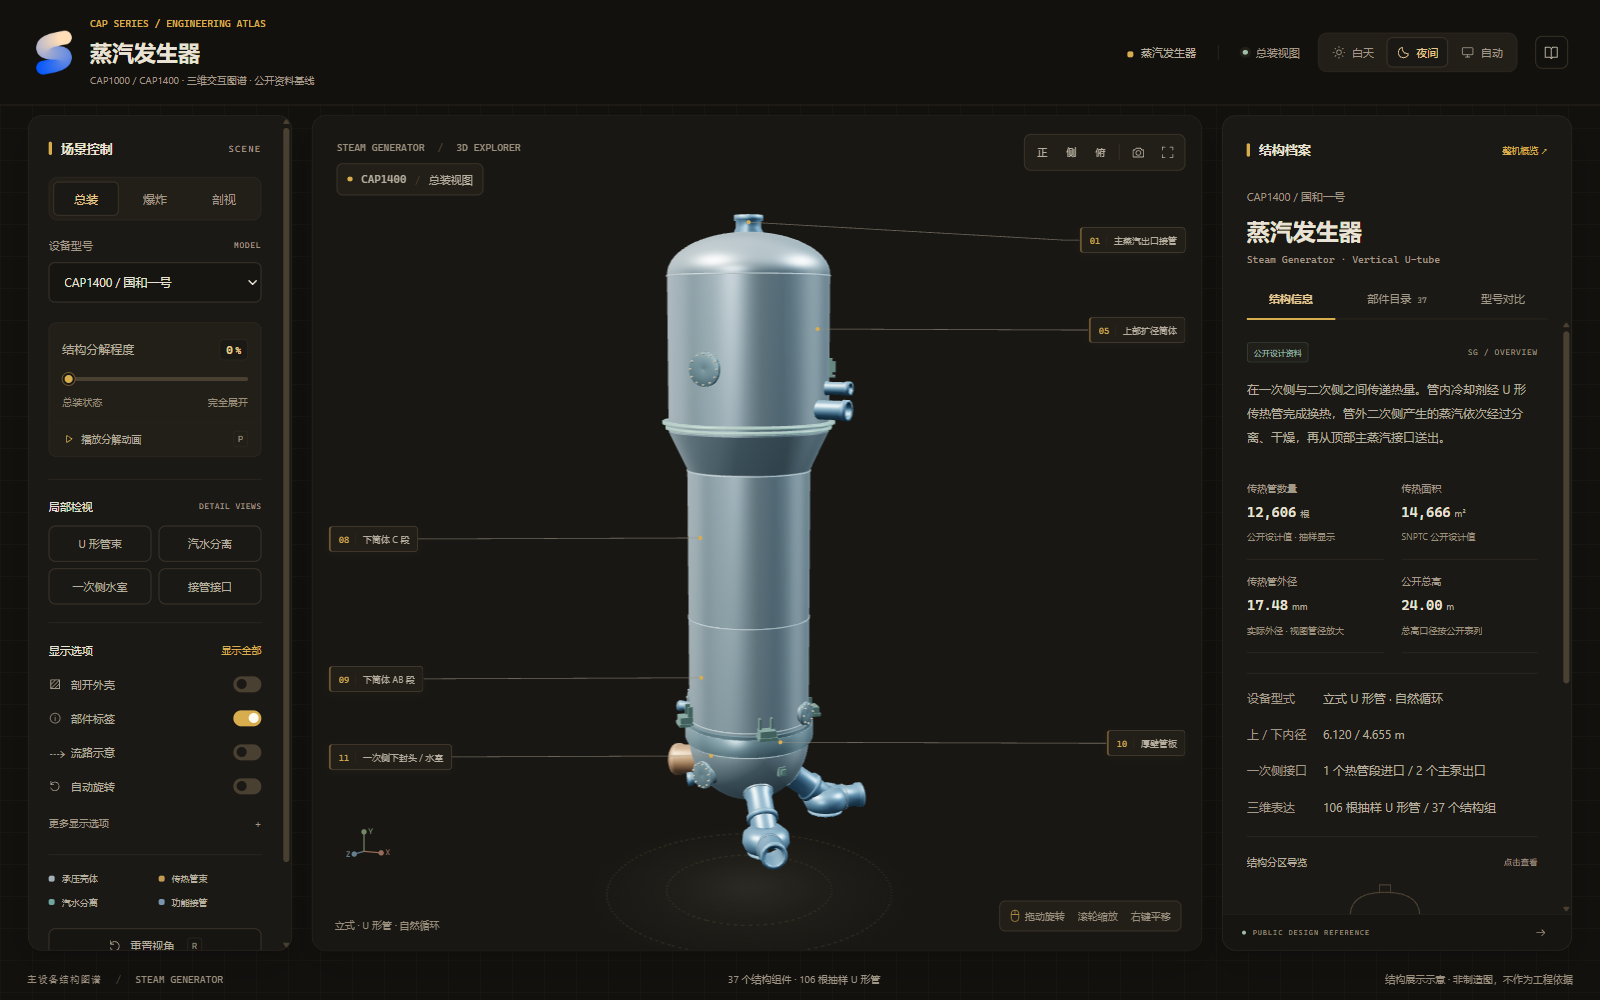 CAP SERIES / ENGINEERING ATLAS
蒸汽发生器
CAP1000 / CAP1400 · 三维交互图谱 · 公开资料基线
蒸汽发生器
总装视图
白天
夜间
自动
场景控制
SCENE
总装
爆炸
剖视
设备型号
MODEL
CAP1400 / 国和一号
结构分解程度
0%
总装状态
完全展开
播放分解动画
P
局部检视
DETAIL VIEWS
U 形管束
汽水分离
一次侧水室
接管接口
显示选项
显示全部
剖开外壳
部件标签
流路示意
自动旋转
更多显示选项
+
承压壳体
传热管束
汽水分离
功能接管
重置视角
R
STEAM GENERATOR / 3D EXPLORER
CAP1400 / 总装视图
正
侧
俯
01 主蒸汽出口接管
05 上部扩径筒体
08 下筒体 C 段
09 下筒体 AB 段
11 一次侧下封头 / 水室
10 厚壁管板
Y
Z
X
立式 · U 形管 · 自然循环
拖动旋转
滚轮缩放
右键平移
结构档案
整机概览 ↗
CAP1400 / 国和一号
蒸汽发生器
Steam Generator · Vertical U-tube
结构信息
部件目录 37
型号对比
公开设计资料
SG / OVERVIEW
在一次侧与二次侧之间传递热量。管内冷却剂经 U 形
传热管完成换热，管外二次侧产生的蒸汽依次经过分
离、干燥，再从顶部主蒸汽接口送出。
传热管数量
12,606 根
公开设计值 · 抽样显示
传热面积
14,666 m²
SNPTC 公开设计值
传热管外径
17.48 mm
实际外径 · 视图管径放大
公开总高
24.00 m
总高口径按公开表列
设备型式
立式 U 形管 · 自然循环
上 / 下内径
6.120 / 4.655 m
一次侧接口
1 个热管段进口 / 2 个主泵出口
三维表达
106 根抽样 U 形管 / 37 个结构组
结构分区导览
点击查看
PUBLIC DESIGN REFERENCE →
主设备结构图谱 / STEAM GENERATOR
37 个结构组件 · 106 根抽样 U 形管
结构展示示意 · 非制造图，不作为工程依据